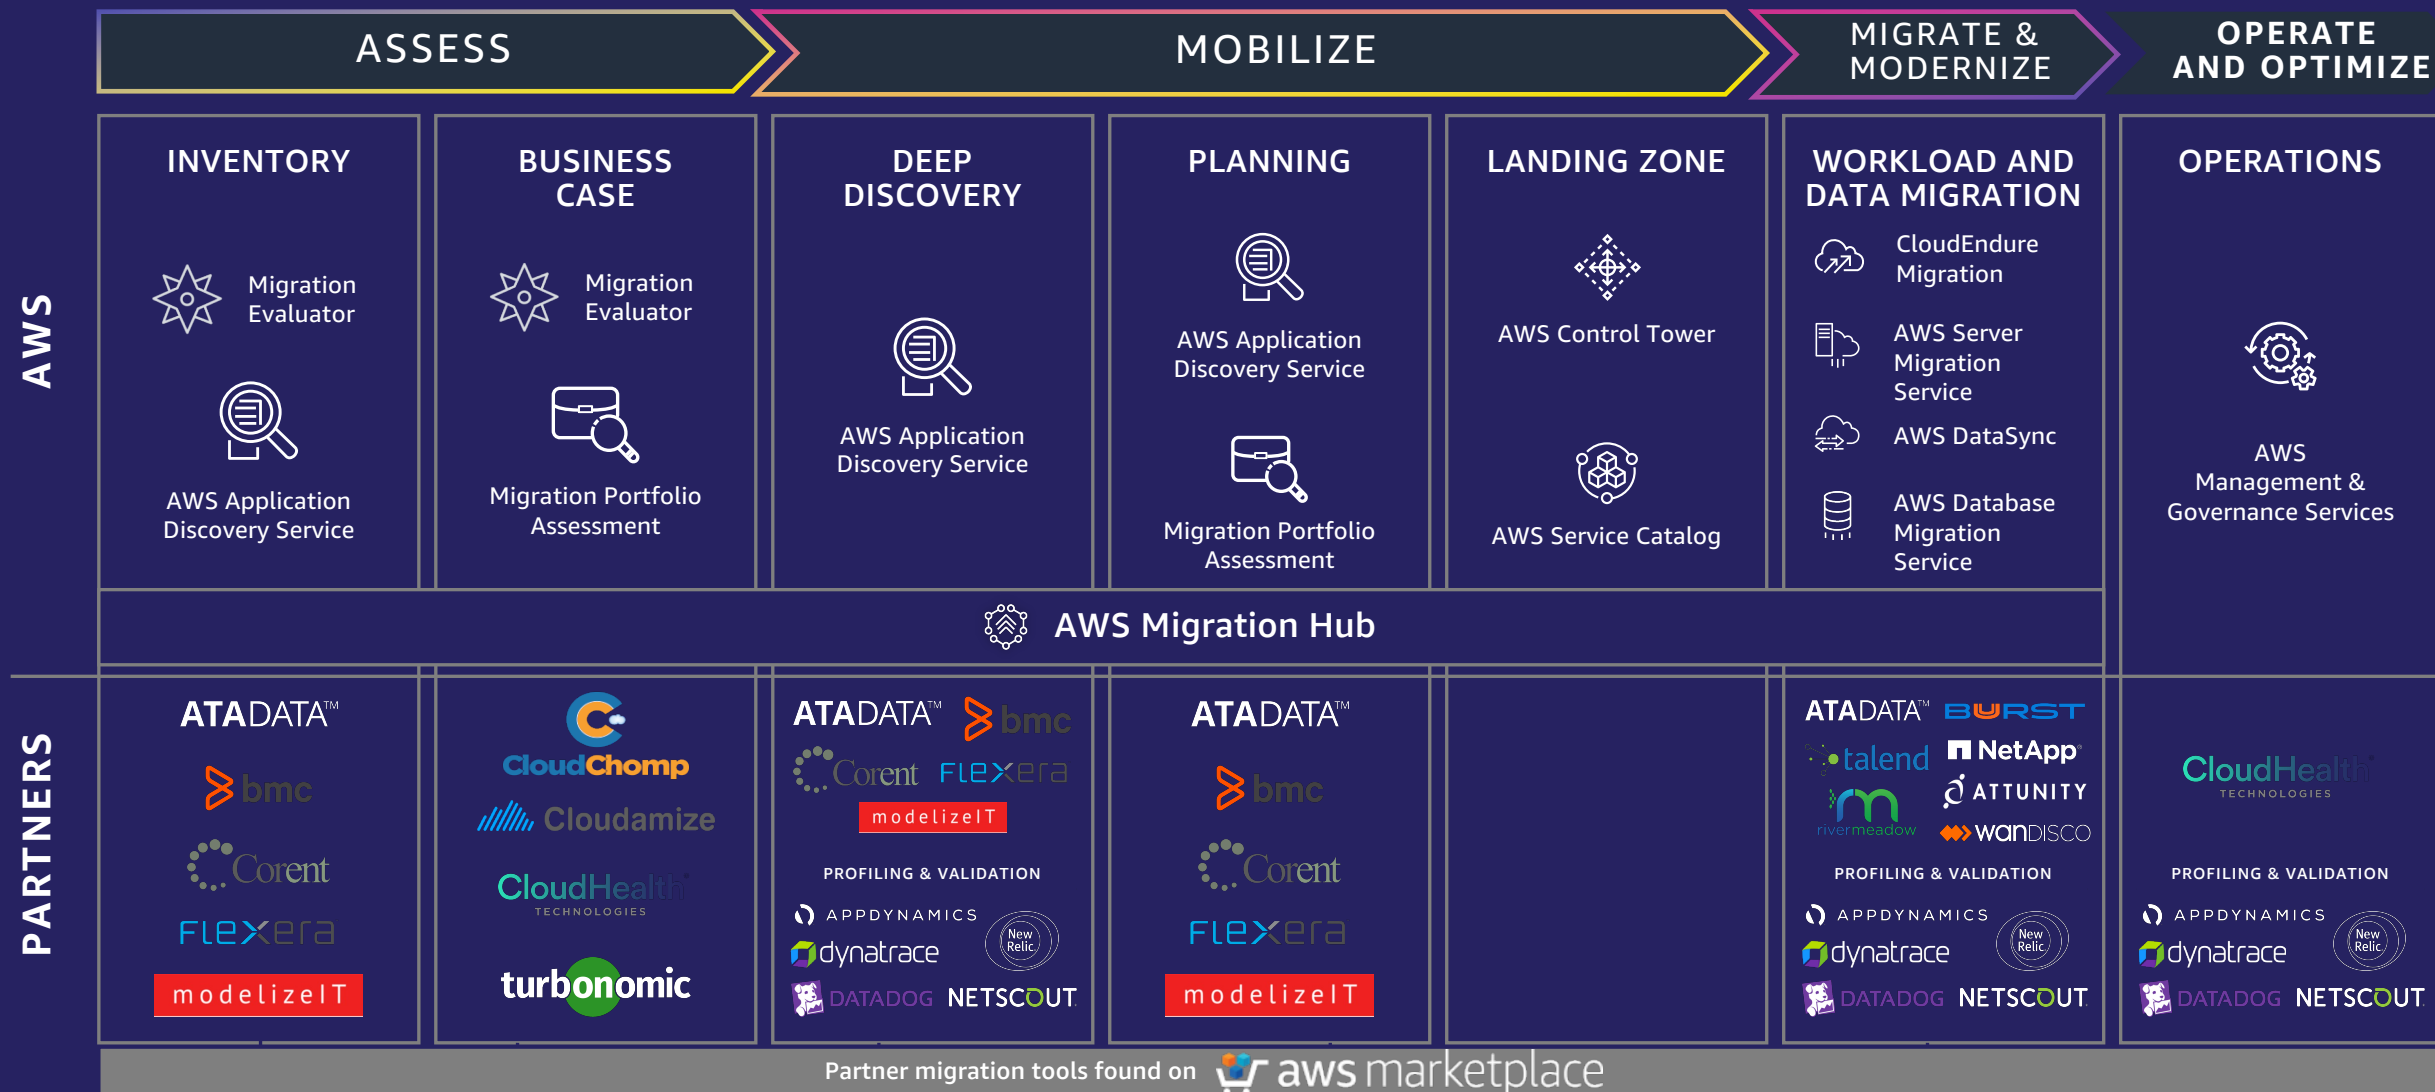 ASSESS
MOBILIZE
MIGRATE &
MODERNIZE
OPERATE
AND OPTIMIZE
AWS
INVENTORY
Migration
Evaluator
AWS Application
Discovery Service
BUSINESS
CASE
Migration
Evaluator
Migration Portfolio
Assessment
DEEP
DISCOVERY
AWS Application
Discovery Service
PLANNING
AWS Application
Discovery Service
Migration Portfolio
Assessment
LANDING ZONE
AWS Control Tower
AWS Service Catalog
WORKLOAD AND
DATA MIGRATION
CloudEndure
Migration
AWS Server
Migration
Service
AWS DataSync
AWS Database
Migration
Service
OPERATIONS
AWS
Management &
Governance Services
AWS Migration Hub
PARTNERS
ATADATA™
bmc
Corent
FLEXera
modelizeIT
CloudChomp
Cloudamize
CloudHealth
TECHNOLOGIES
turbonomic
ATADATA™
bmc
Corent
FLEXera
modelizeIT
PROFILING & VALIDATION
APPDYNAMICS
dynatrace
New
Relic.
DATADOG
NETSCOUT.
ATADATA™
bmc
Corent
FLEXera
modelizeIT
ATADATA™
BURST
talend
NetApp®
rivermeadow
ATTUNITY
WANDISCO
PROFILING & VALIDATION
APPDYNAMICS
dynatrace
New
Relic.
DATADOG
NETSCOUT.
CloudHealth
TECHNOLOGIES
PROFILING & VALIDATION
APPDYNAMICS
dynatrace
New
Relic.
DATADOG
NETSCOUT.
Partner migration tools found on
aws marketplace